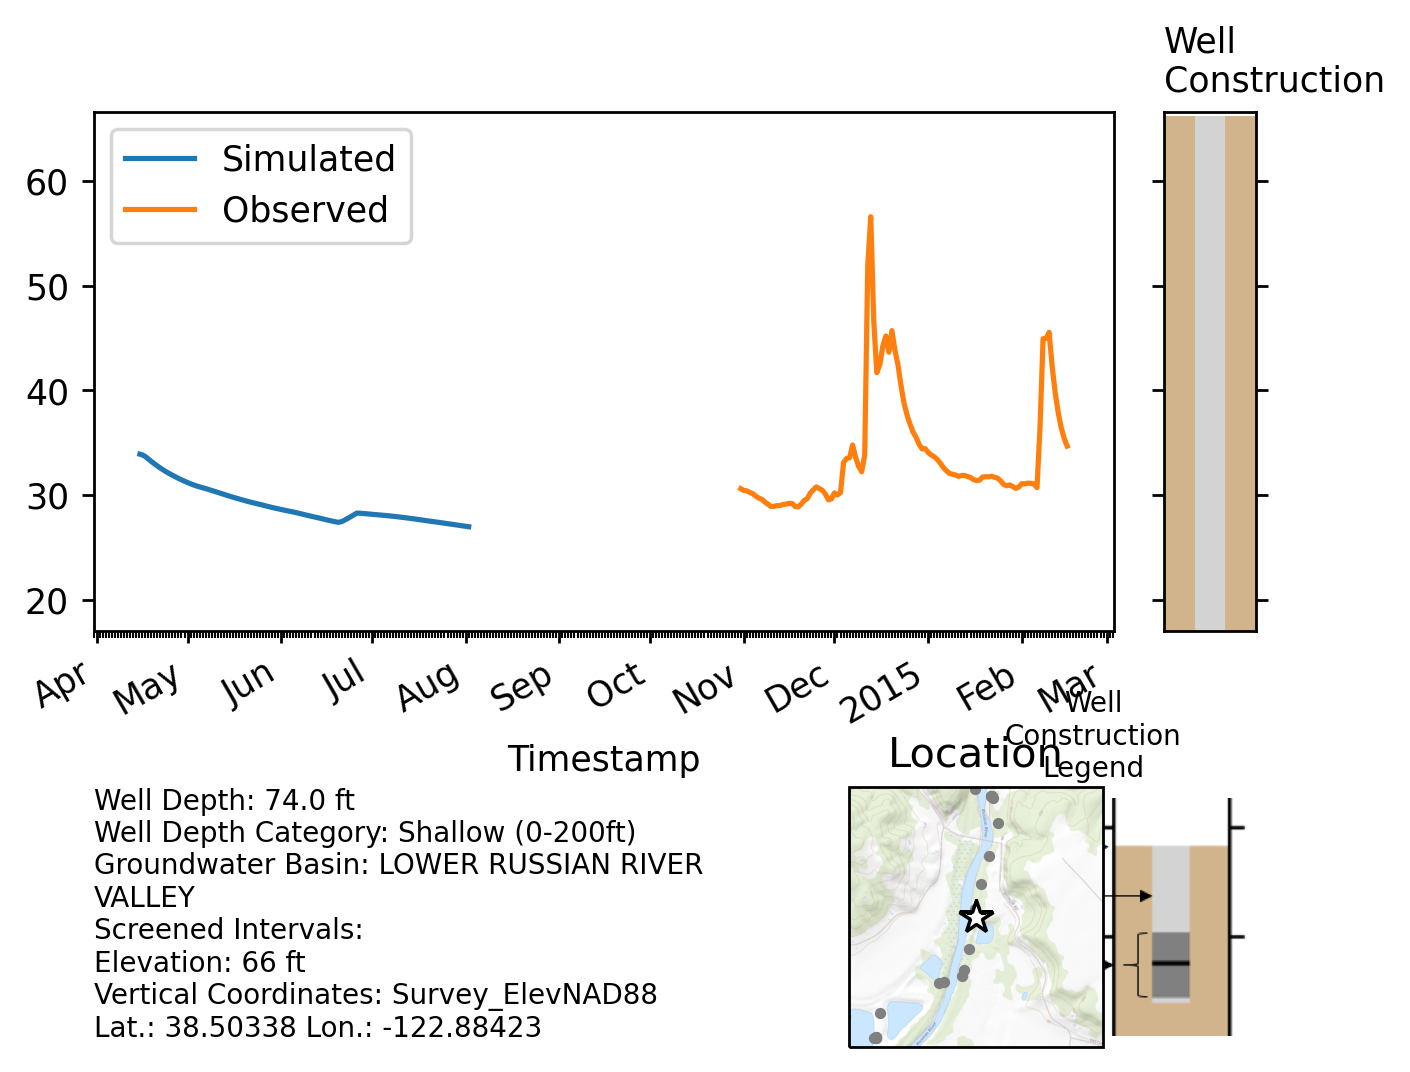 Well
Construction
Simulated
Observed
60
50
40
30
20
Apr
May
Jun
Jul
Aug
Sep
Oct
Nov
Dec
2015
Feb
Mar
Timestamp
Well
Construction
Legend
Location
Well Depth: 74.0 ft
Well Depth Category: Shallow (0-200ft)
Groundwater Basin: LOWER RUSSIAN RIVER
VALLEY
Screened Intervals:
Elevation: 66 ft
Vertical Coordinates: Survey_ElevNAD88
Lat.: 38.50338 Lon.: -122.88423